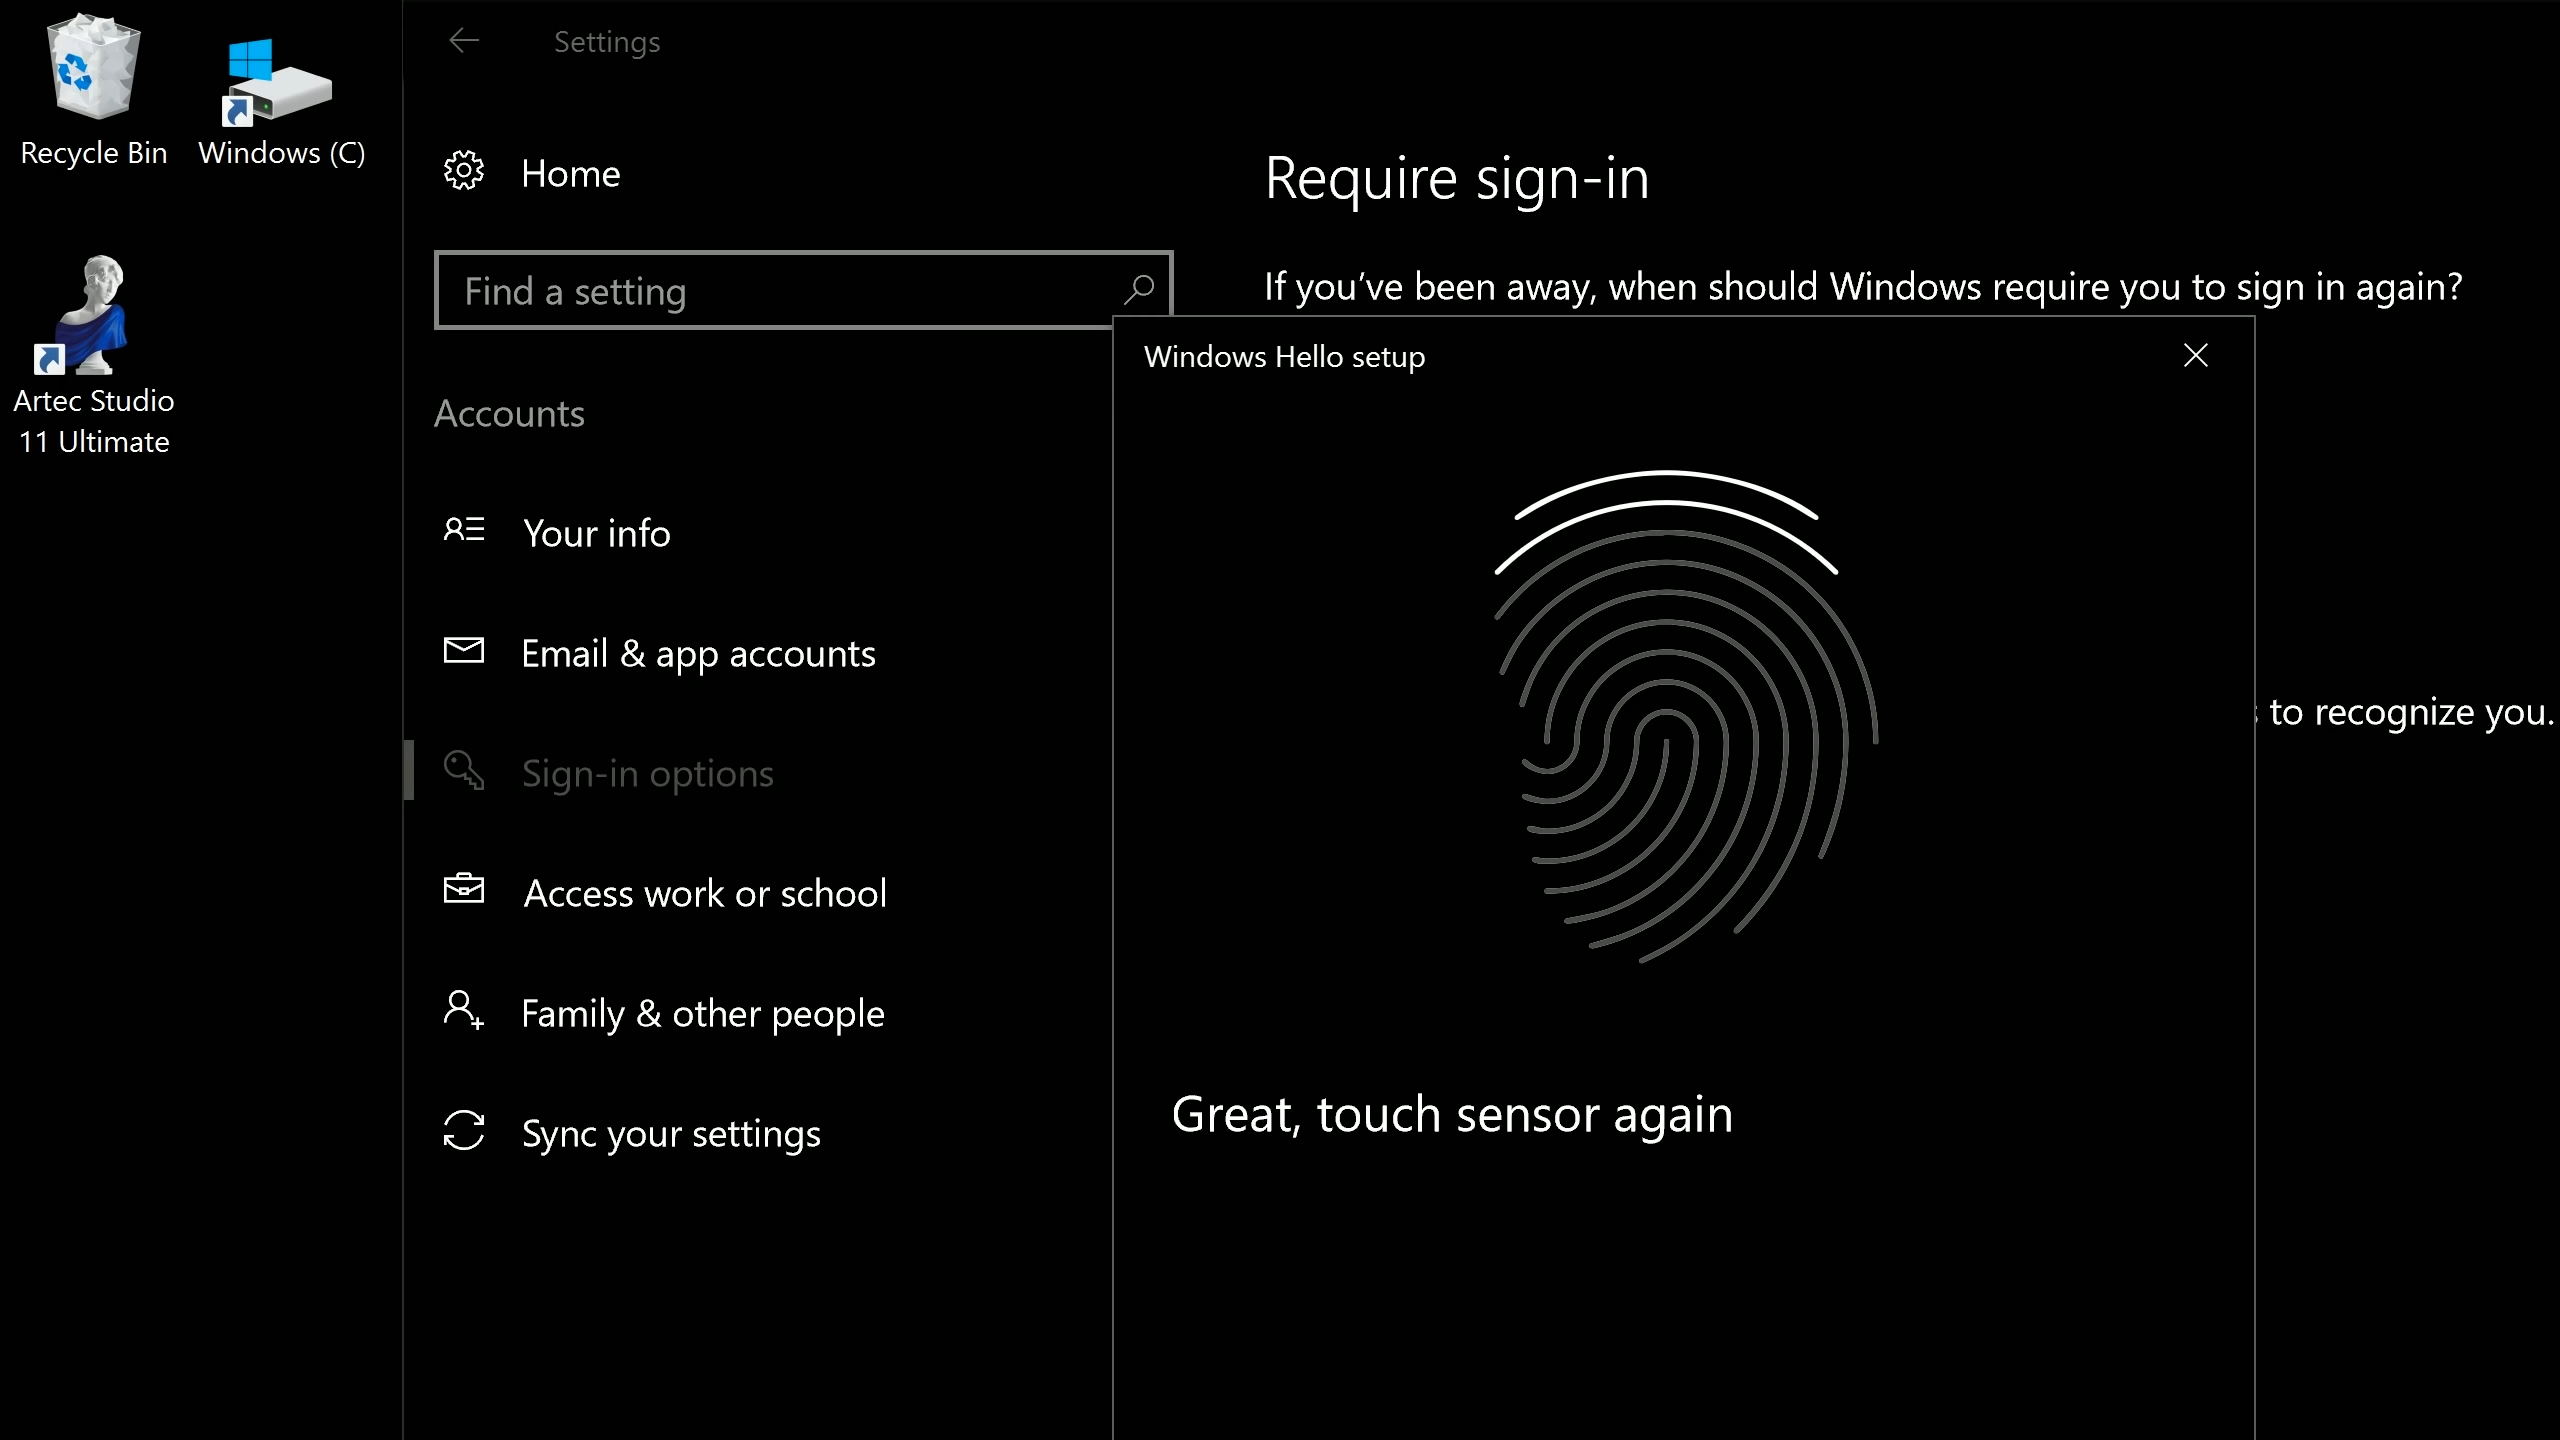 Recycle Bin
Windows (C)
Artec Studio
11 Ultimate
Settings
Home
Find a setting
Accounts
Your info
Email & app accounts
Sign-in options
Access work or school
Family & other people
Sync your settings
Require sign-in
If you've been away, when should Windows require you to sign in again?
to recognize you.
Windows Hello setup
Great, touch sensor again